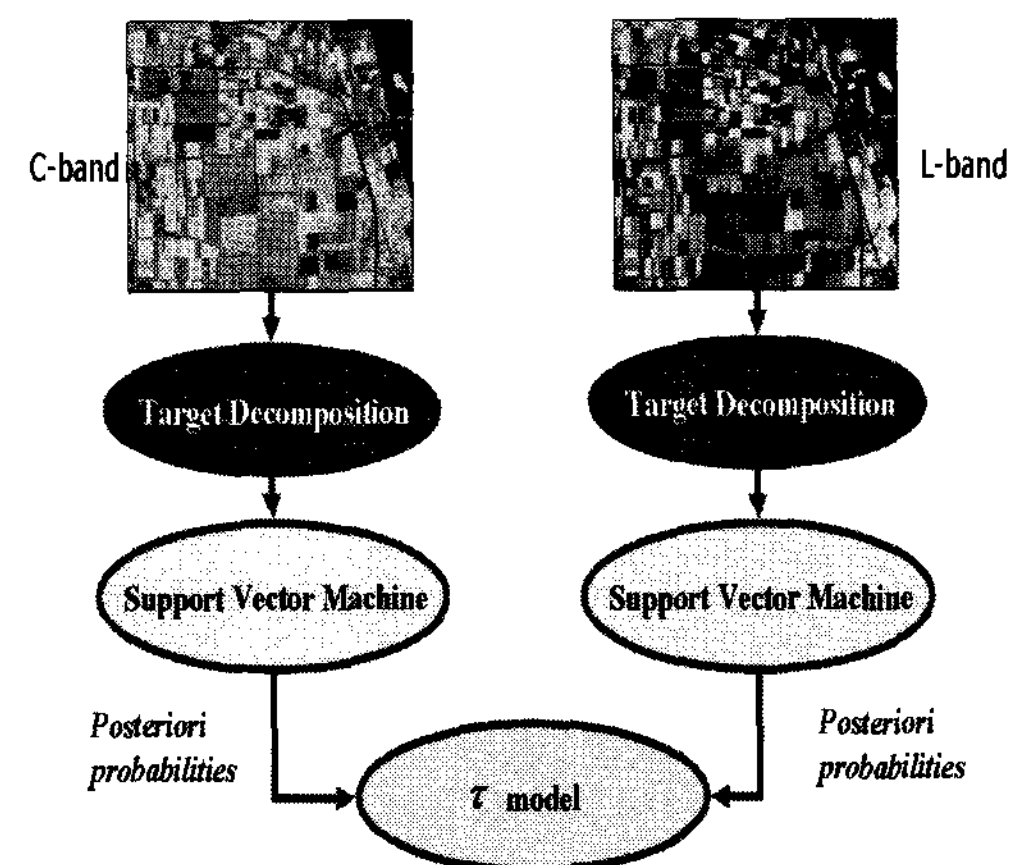 C-band
L-band
Target Decomposition
Target Decomposition
Support Vector Machine
Support Vector Machine
Posteriori
probabilities
Posteriori
probabilities
τ model